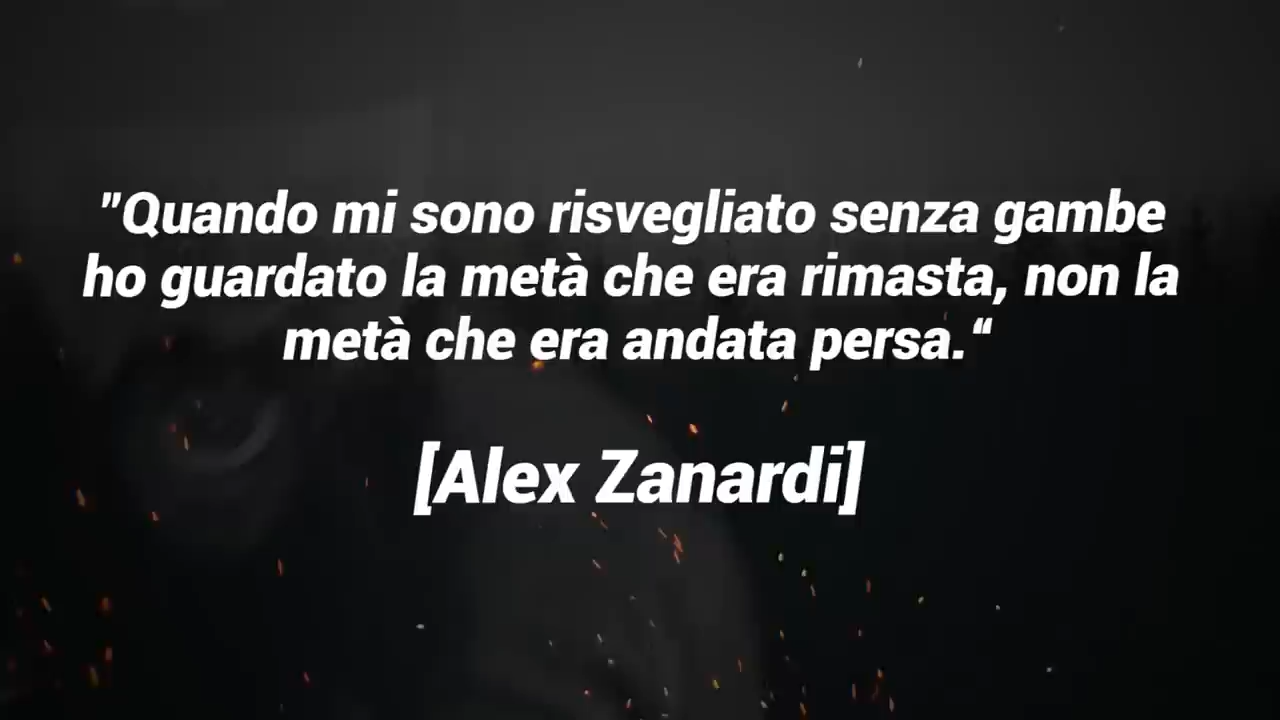 "Quando mi sono risvegliato senza gambe
ho guardato la metà che era rimasta, non la
metà che era andata persa.“
[Alex Zanardi]